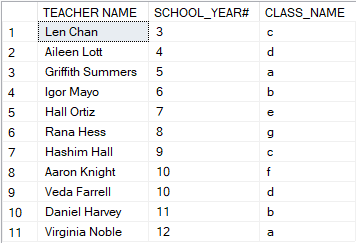 TEACHER NAME SCHOOL_YEAR# CLASS_NAME
1 Len Chan 3 c
2 Aileen Lott 4 d
3 Griffith Summers 5 a
4 Igor Mayo 6 b
5 Hall Ortiz 7 e
6 Rana Hess 8 g
7 Hashim Hall 9 c
8 Aaron Knight 10 f
9 Veda Farrell 10 d
10 Daniel Harvey 11 b
11 Virginia Noble 12 a